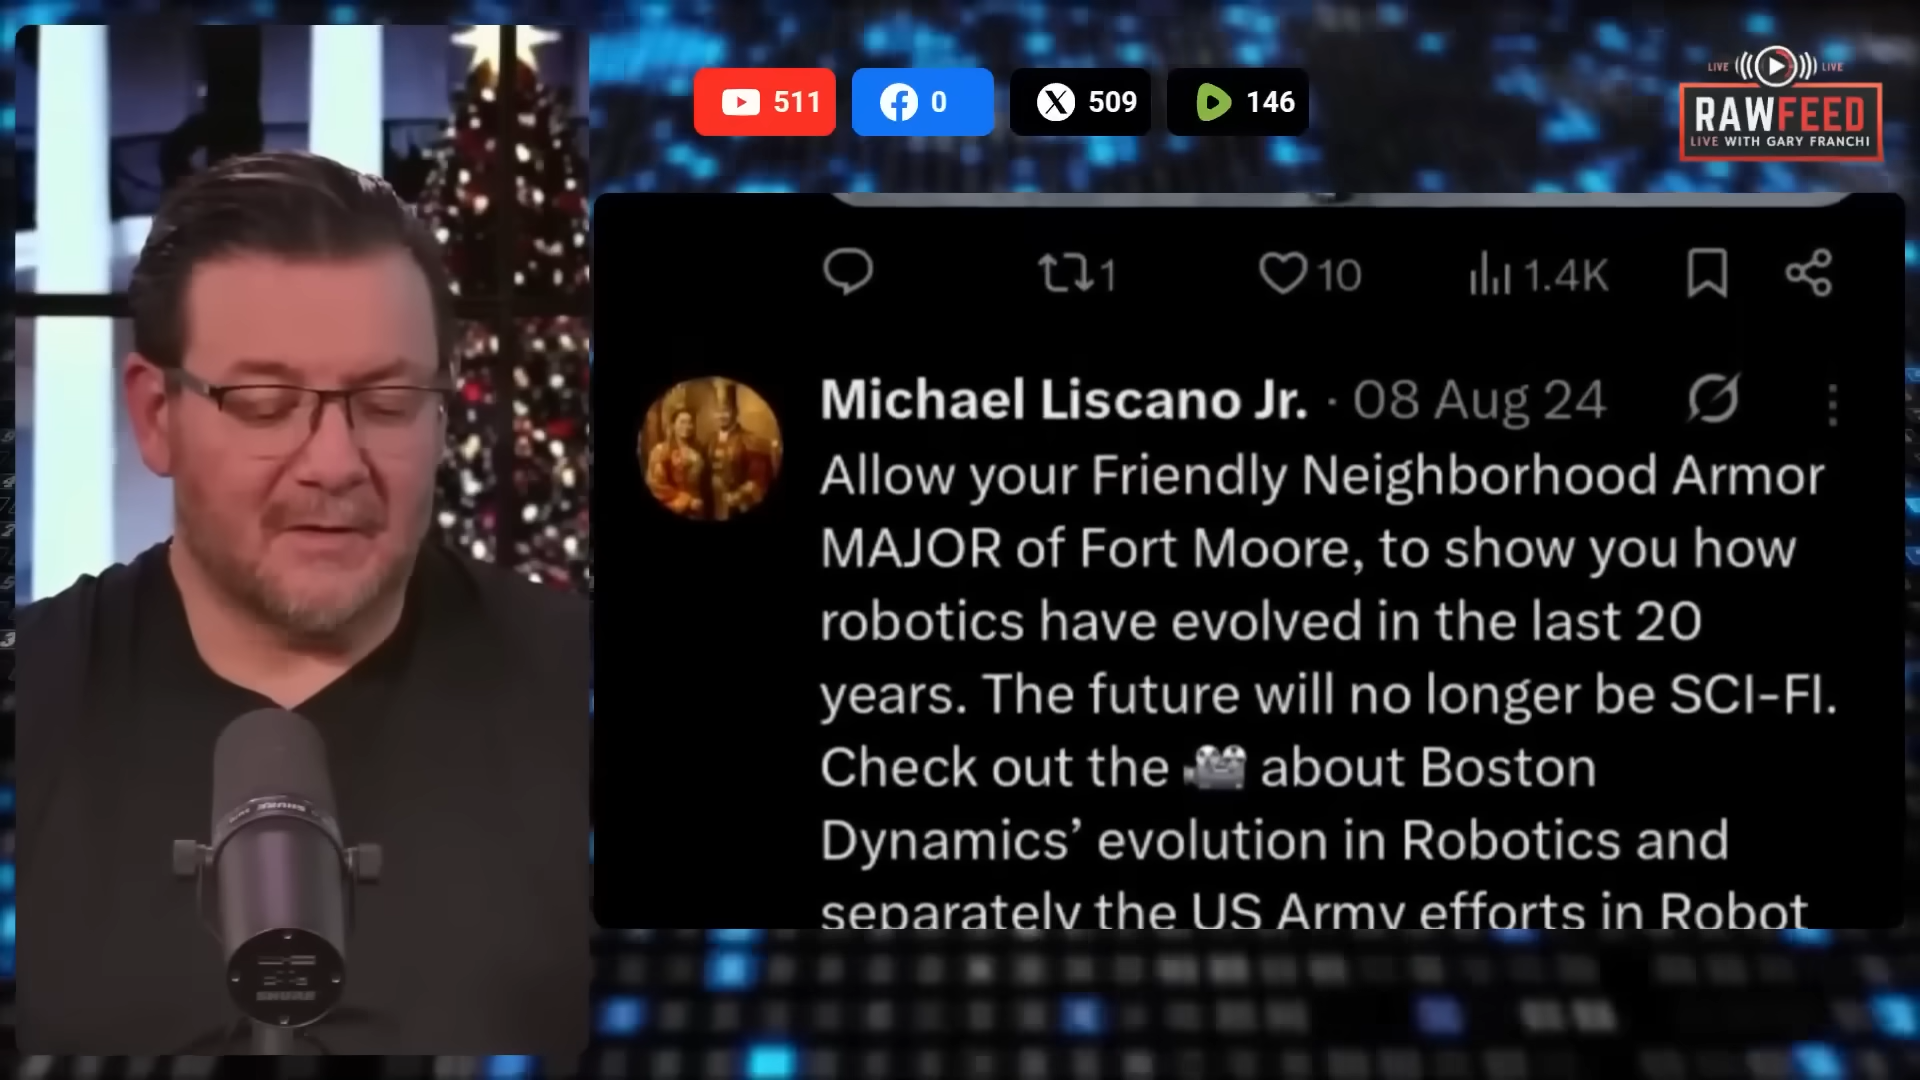 511
0
509
146
LIVE LIVE
RAWFEED
LIVE WITH GARY FRANCHI
1
10
1.4K
Michael Liscano Jr. · 08 Aug 24
Allow your Friendly Neighborhood Armor
MAJOR of Fort Moore, to show you how
robotics have evolved in the last 20
years. The future will no longer be SCI-FI.
Check out the 🎥 about Boston
Dynamics’ evolution in Robotics and
separately the US Army efforts in Robot
SHURE
SHURE